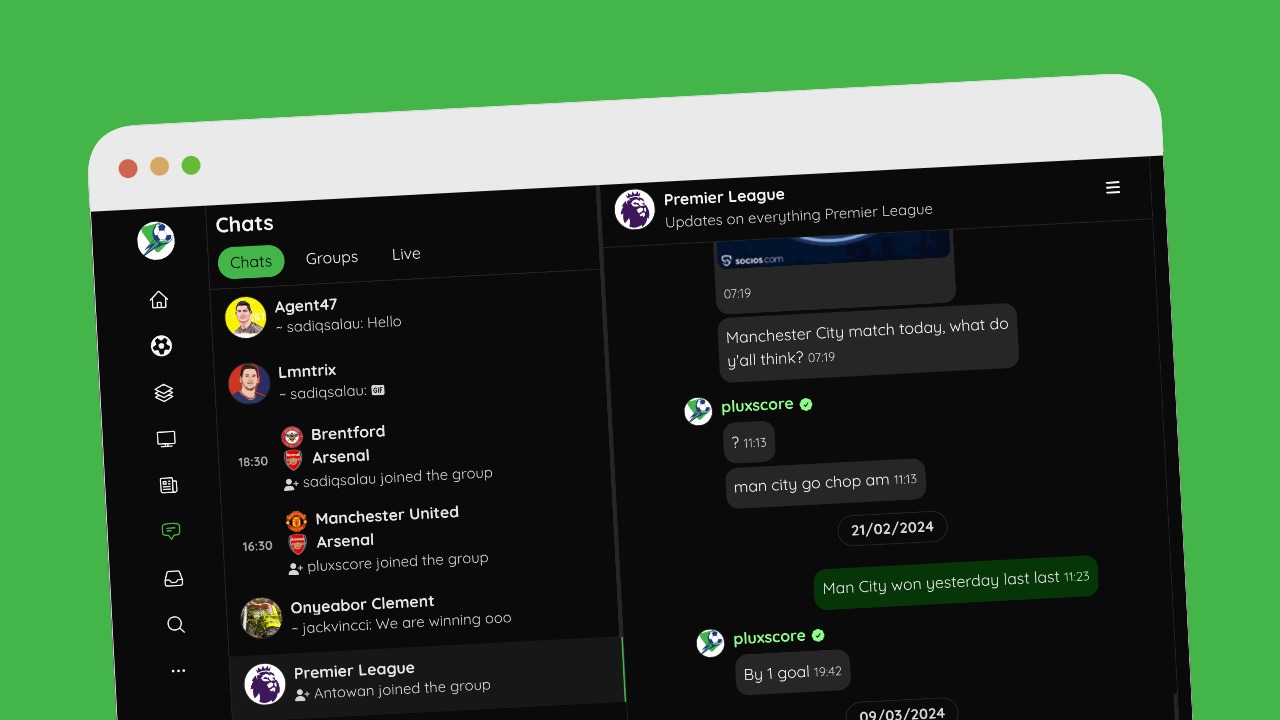 Chats
Chats
Groups
Live
Agent47
~ sadiqsalau: Hello
Lmntrix
~ sadiqsalau: GIF
18:30
Brentford
Arsenal
sadiqsalau joined the group
16:30
Manchester United
Arsenal
pluxscore joined the group
Onyeabor Clement
~ jackvincci: We are winning ooo
Premier League
Antowan joined the group
Premier League
Updates on everything Premier League
socios.com
07:19
Manchester City match today, what do
y'all think? 07:19
pluxscore
? 11:13
man city go chop am 11:13
21/02/2024
Man City won yesterday last last 11:23
pluxscore
By 1 goal 19:42
09/03/2024